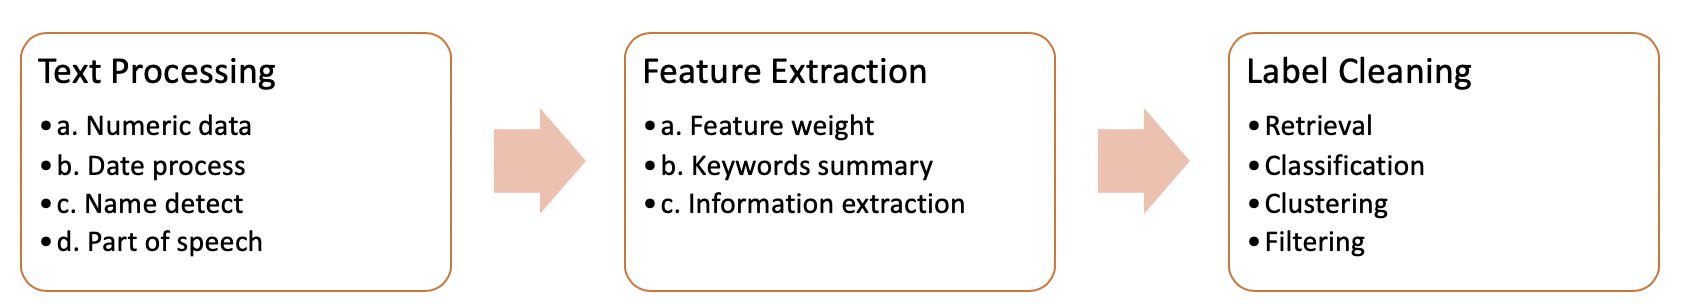 Text Processing
• a. Numeric data
• b. Date process
• c. Name detect
• d. Part of speech
Feature Extraction
• a. Feature weight
• b. Keywords summary
• c. Information extraction
Label Cleaning
• Retrieval
• Classification
• Clustering
• Filtering